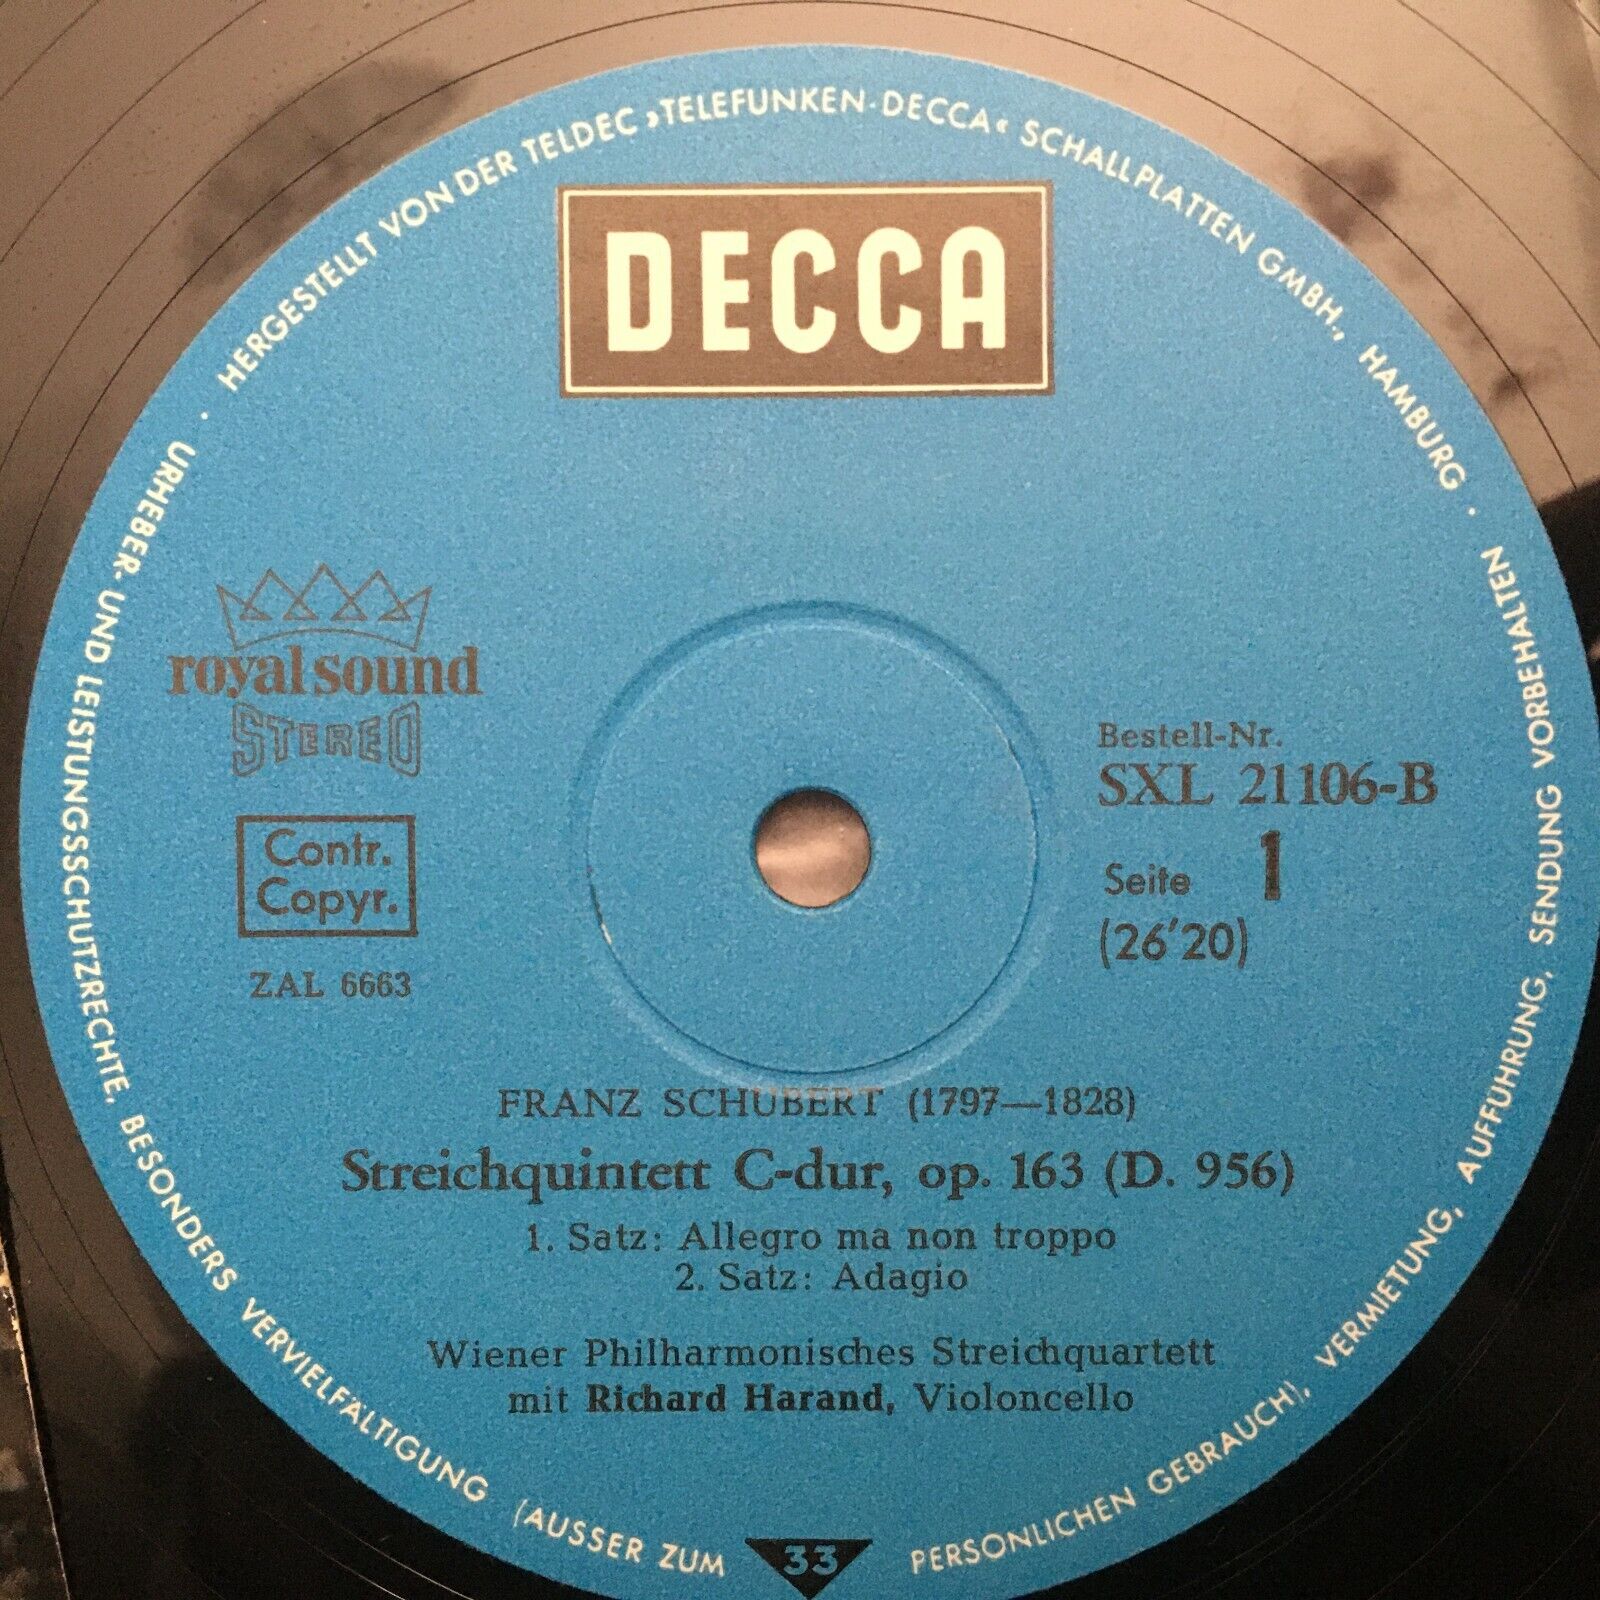 HERGESTELLT VON DER TELDEC »TELEFUNKEN-DECCA« SCHALLPLATTEN GMBH., HAMBURG ·
URHEBER- UND LEISTUNGSSCHUTZRECHTE, BESONDERS VERVIELFÄLTIGUNG (AUSSER ZUM PERSONLICHEN GEBRAUCH), VERMIETUNG, AUFFUHRUNG, SENDUNG VORBEHALTEN ·
DECCA
royal sound
STEREO
Contr.
Copyr.
ZAL 6663
Bestell-Nr.
SXL 21106-B
Seite 1
(26'20)
FRANZ SCHUBERT (1797—1828)
Streichquintett C-dur, op. 163 (D. 956)
1. Satz: Allegro ma non troppo
2. Satz: Adagio
Wiener Philharmonisches Streichquartett
mit Richard Harand, Violoncello
33